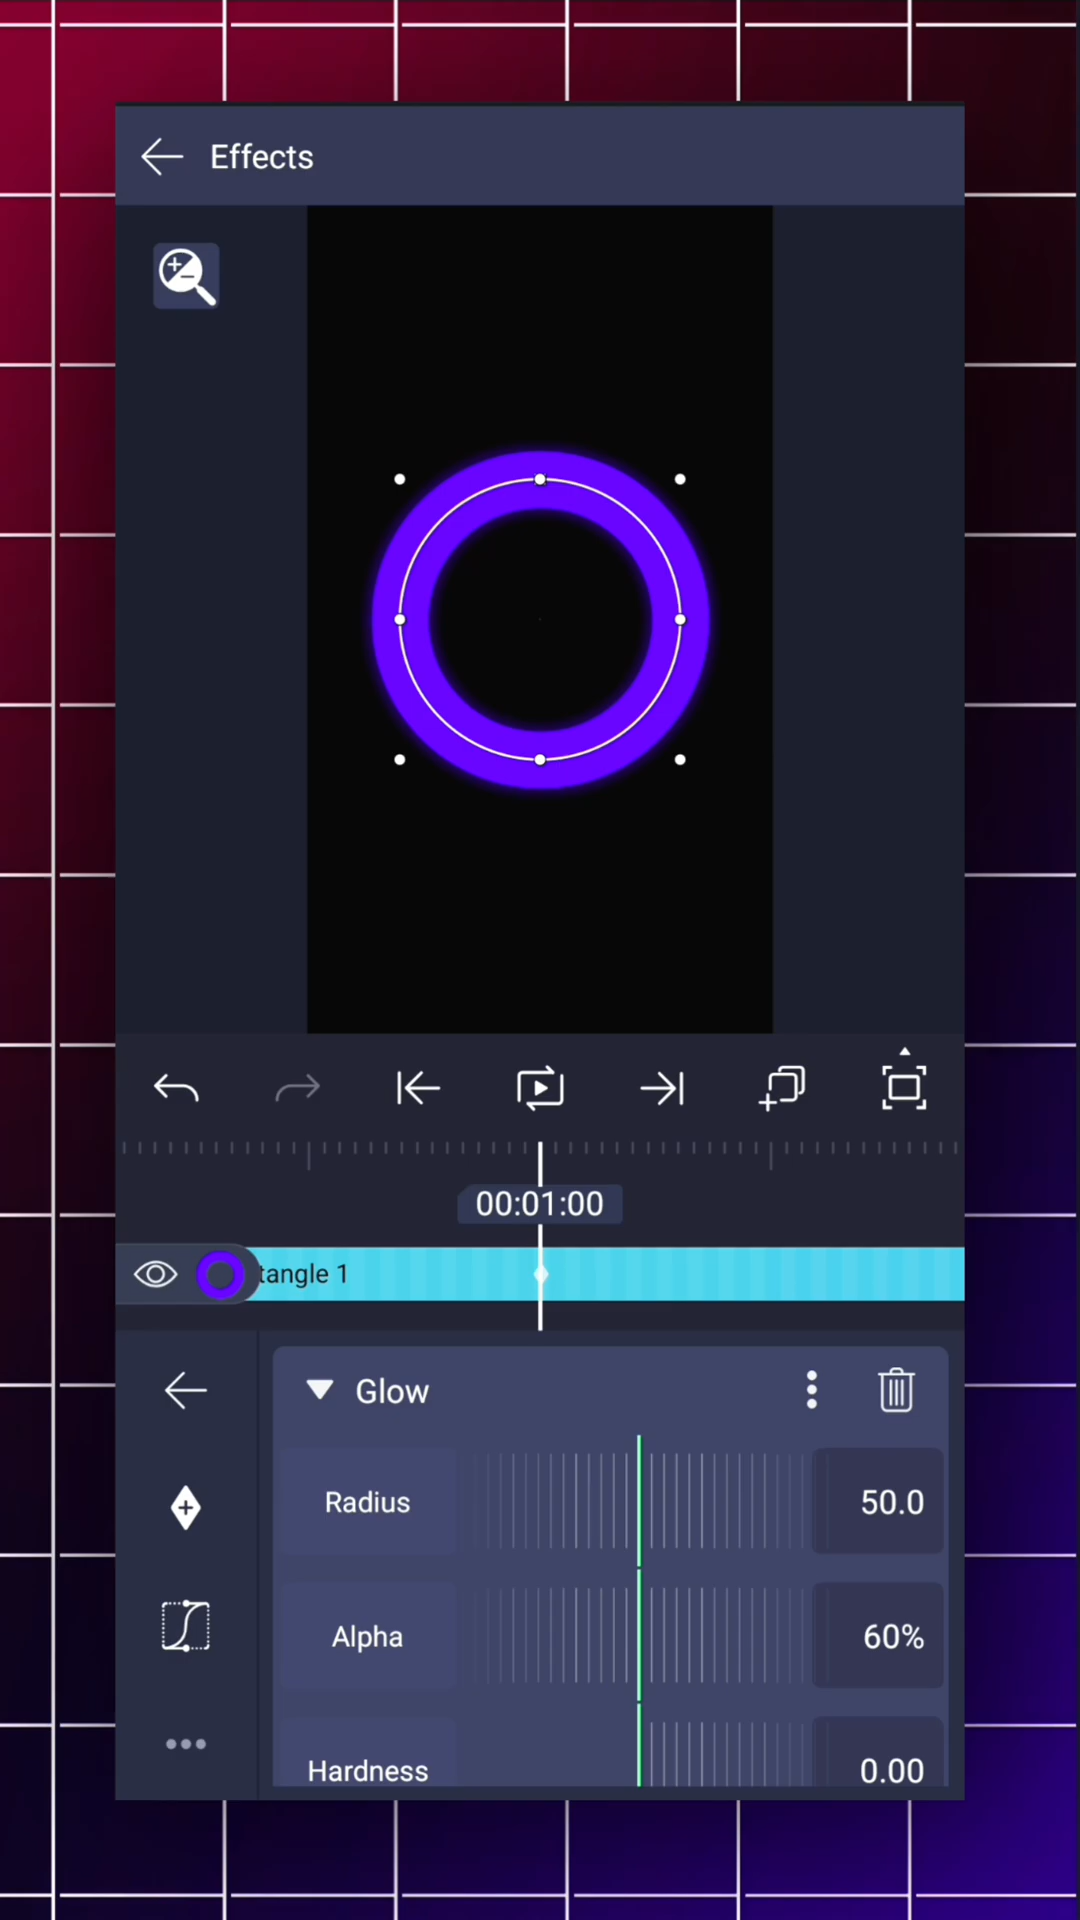 Effects
00:01:00
tangle 1
Glow
Radius
50.0
Alpha
60%
Hardness
0.00